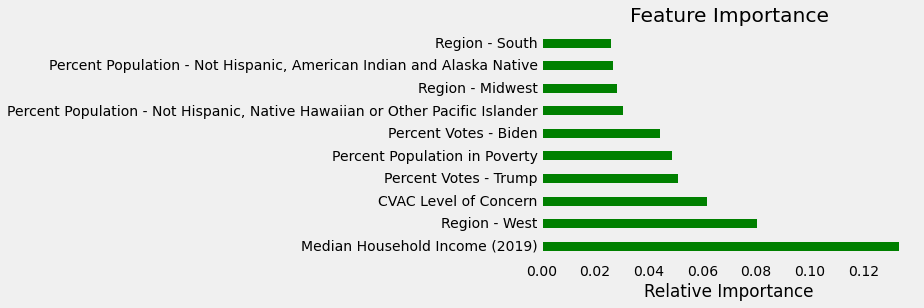 Feature Importance
Region - South
Percent Population - Not Hispanic, American Indian and Alaska Native
Region - Midwest
Percent Population - Not Hispanic, Native Hawaiian or Other Pacific Islander
Percent Votes - Biden
Percent Population in Poverty
Percent Votes - Trump
CVAC Level of Concern
Region - West
Median Household Income (2019)
0.00 0.02 0.04 0.06 0.08 0.10 0.12
Relative Importance